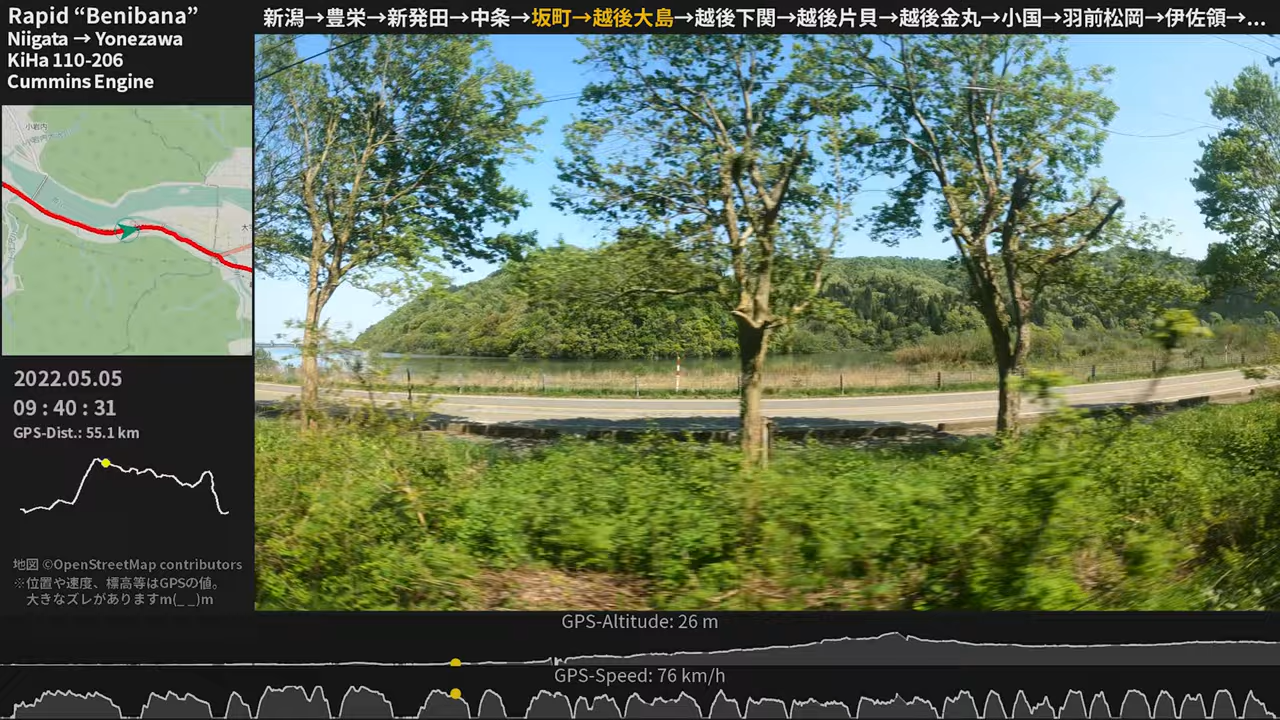 Rapid “Benibana”
Niigata → Yonezawa
KiHa 110-206
Cummins Engine
新潟→豊栄→新発田→中条→坂町→越後大島→越後下関→越後片貝→越後金丸→小国→羽前松岡→伊佐領→…
小岩内
2022.05.05
09 : 40 : 31
GPS-Dist.: 55.1 km
地図 ©OpenStreetMap contributors
※位置や速度、標高等はGPSの値。
大きなズレがありますm(_ _)m
GPS-Altitude: 26 m
GPS-Speed: 76 km/h